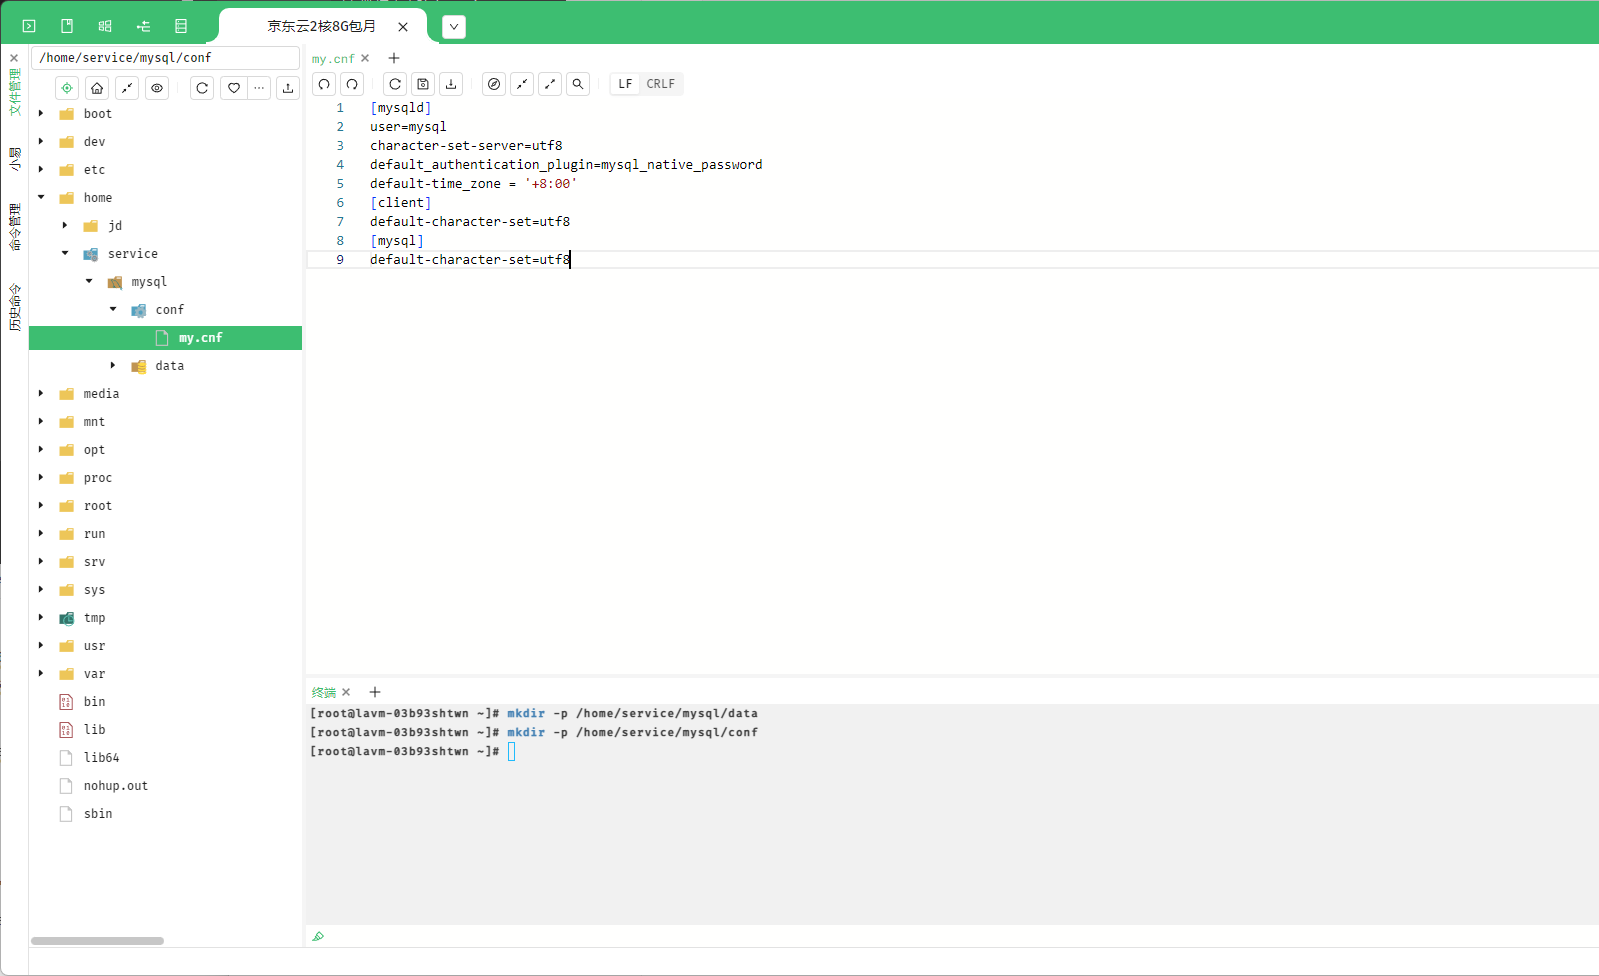 京东云2核8G包月
/home/service/mysql/conf
文件管理
小易
命令管理
历史命令
boot
dev
etc
home
jd
service
mysql
conf
my.cnf
data
media
mnt
opt
proc
root
run
srv
sys
tmp
usr
var
bin
lib
lib64
nohup.out
sbin
my.cnf
LF CRLF
1 [mysqld]
2 user=mysql
3 character-set-server=utf8
4 default_authentication_plugin=mysql_native_password
5 default-time_zone = '+8:00'
6 [client]
7 default-character-set=utf8
8 [mysql]
9 default-character-set=utf8
终端
[root@lavm-03b93shtwn ~]# mkdir -p /home/service/mysql/data
[root@lavm-03b93shtwn ~]# mkdir -p /home/service/mysql/conf
[root@lavm-03b93shtwn ~]#